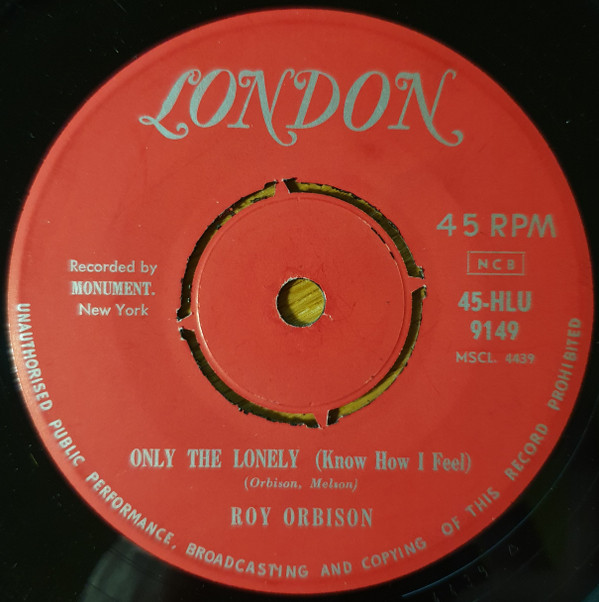 LONDON
45 RPM
NCB
45-HLU
9149
MSCL. 4439
Recorded by
MONUMENT.
New York
ONLY THE LONELY (Know How I Feel)
(Orbison, Melson)
ROY ORBISON
UNAUTHORISED PUBLIC PERFORMANCE, BROADCASTING AND COPYING OF THIS RECORD PROHIBITED